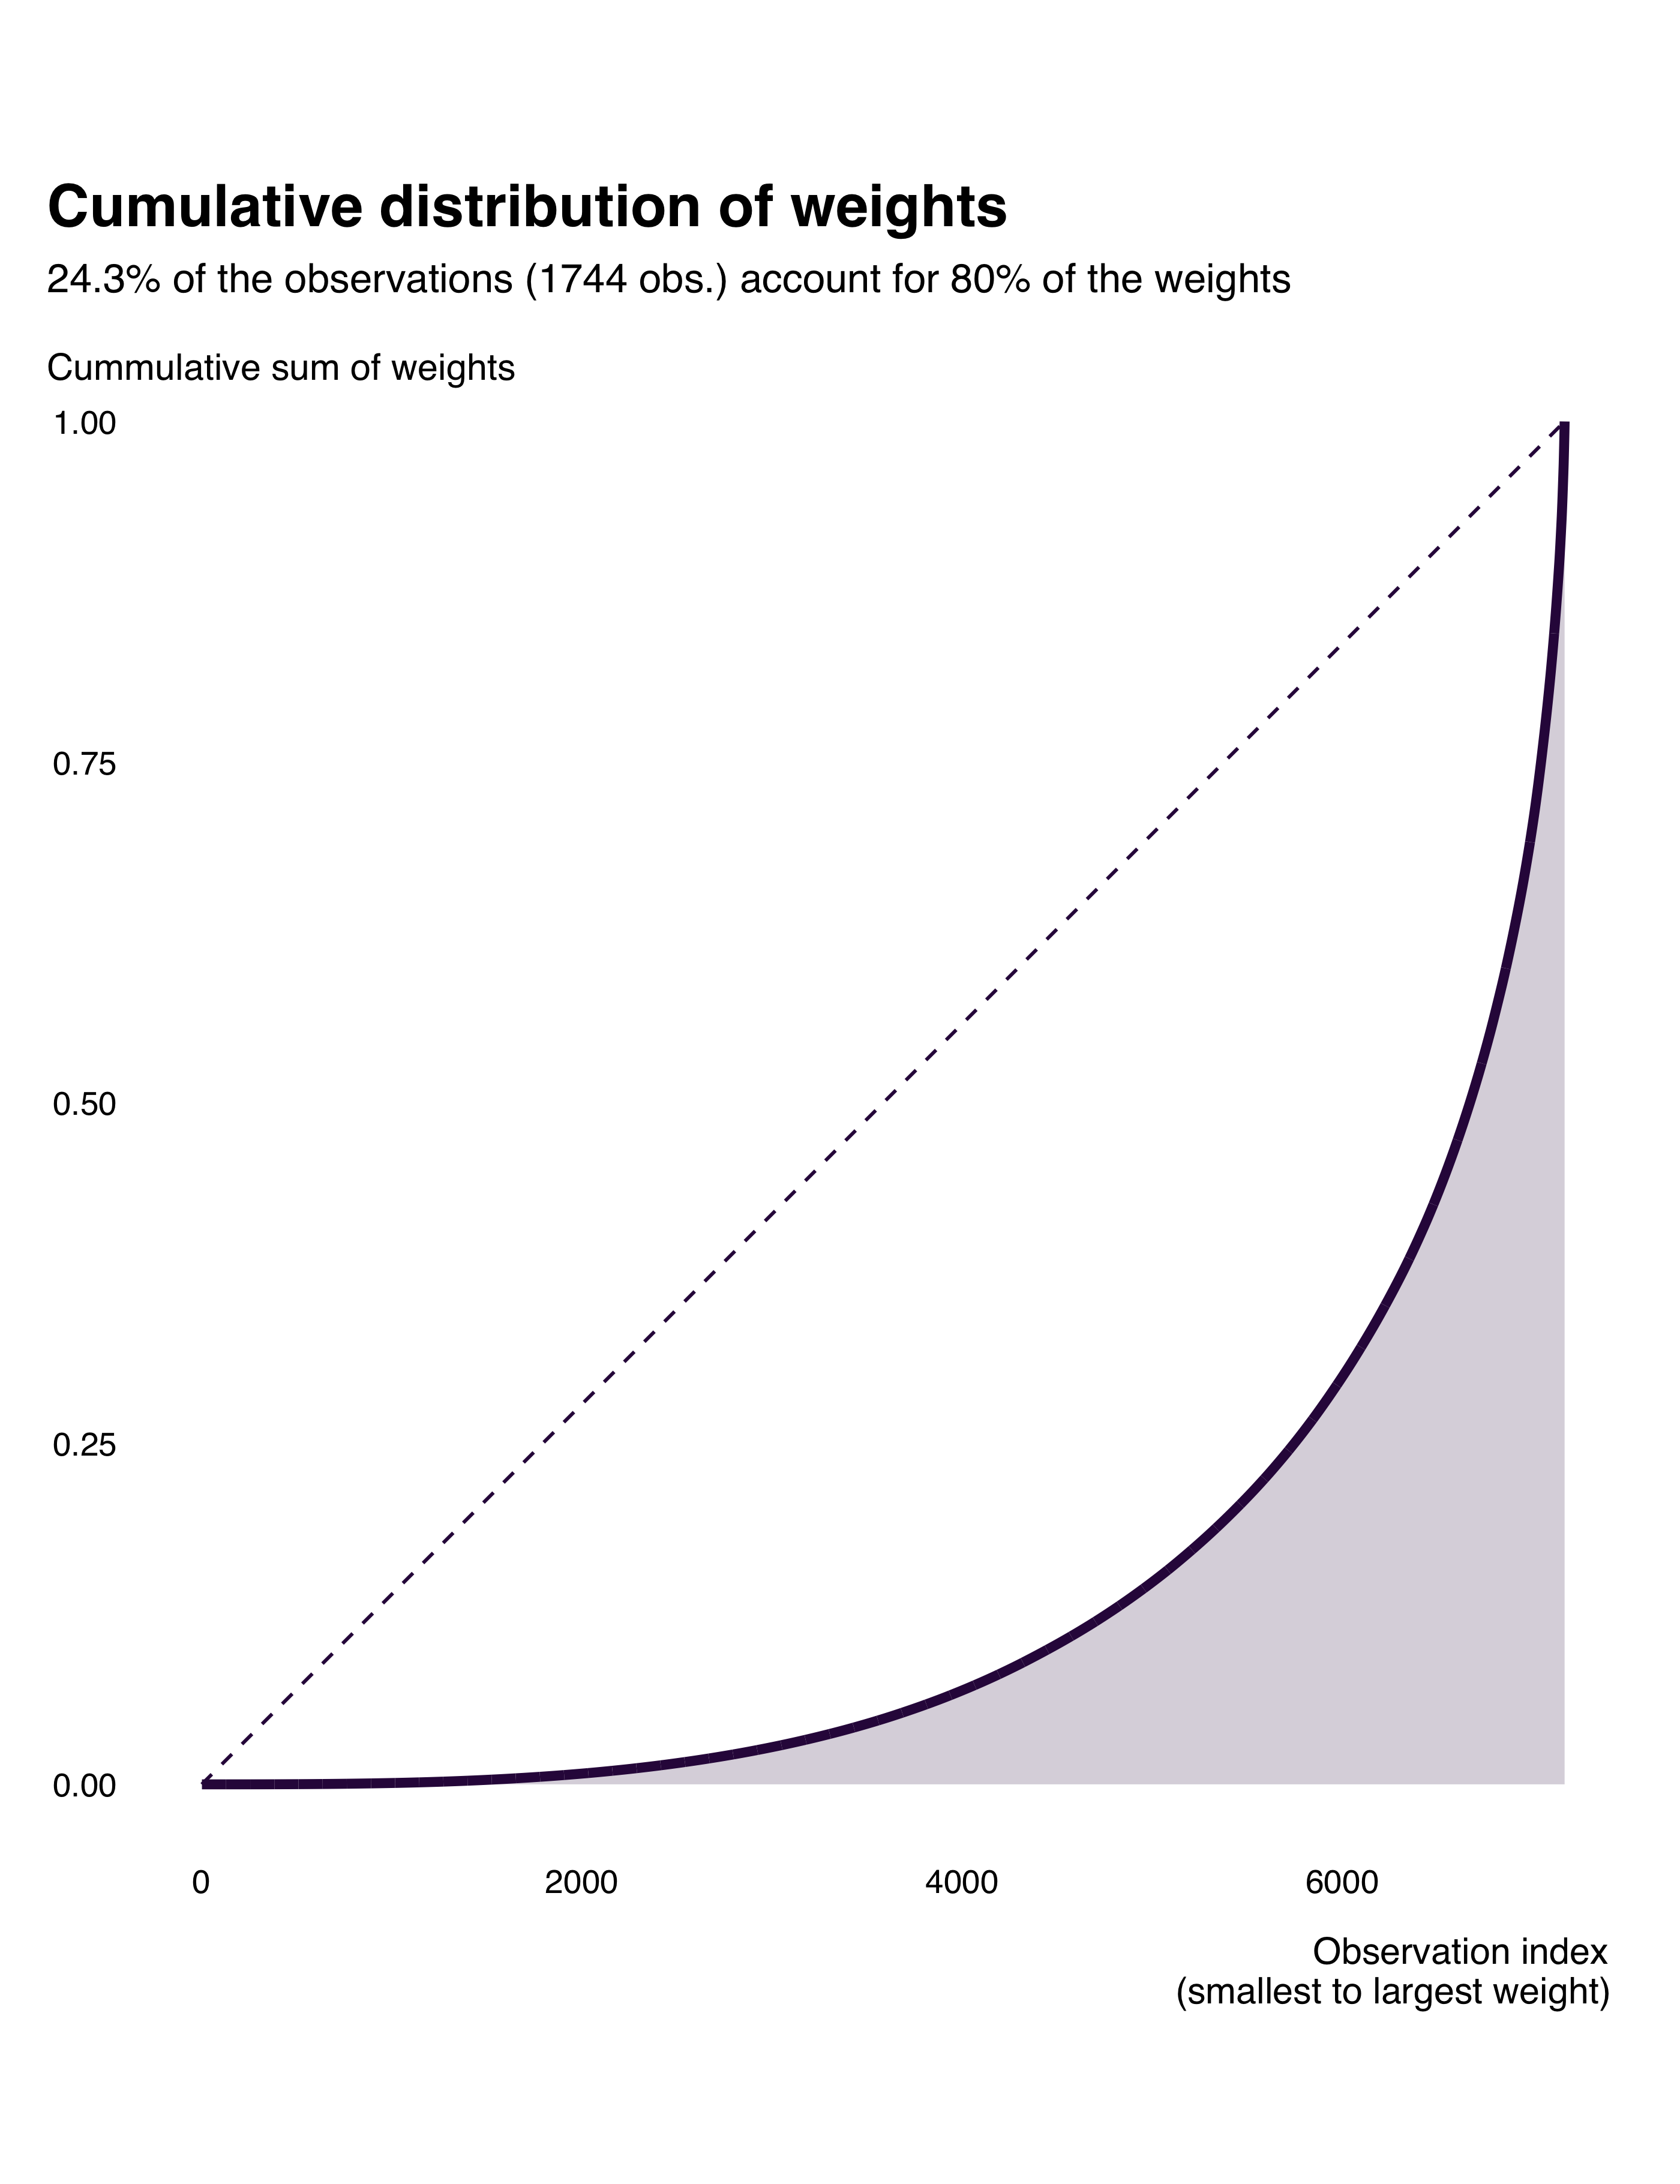 Cumulative distribution of weights
24.3% of the observations (1744 obs.) account for 80% of the weights
Cummulative sum of weights
1.00
0.75
0.50
0.25
0.00
0 2000 4000 6000
Observation index
(smallest to largest weight)